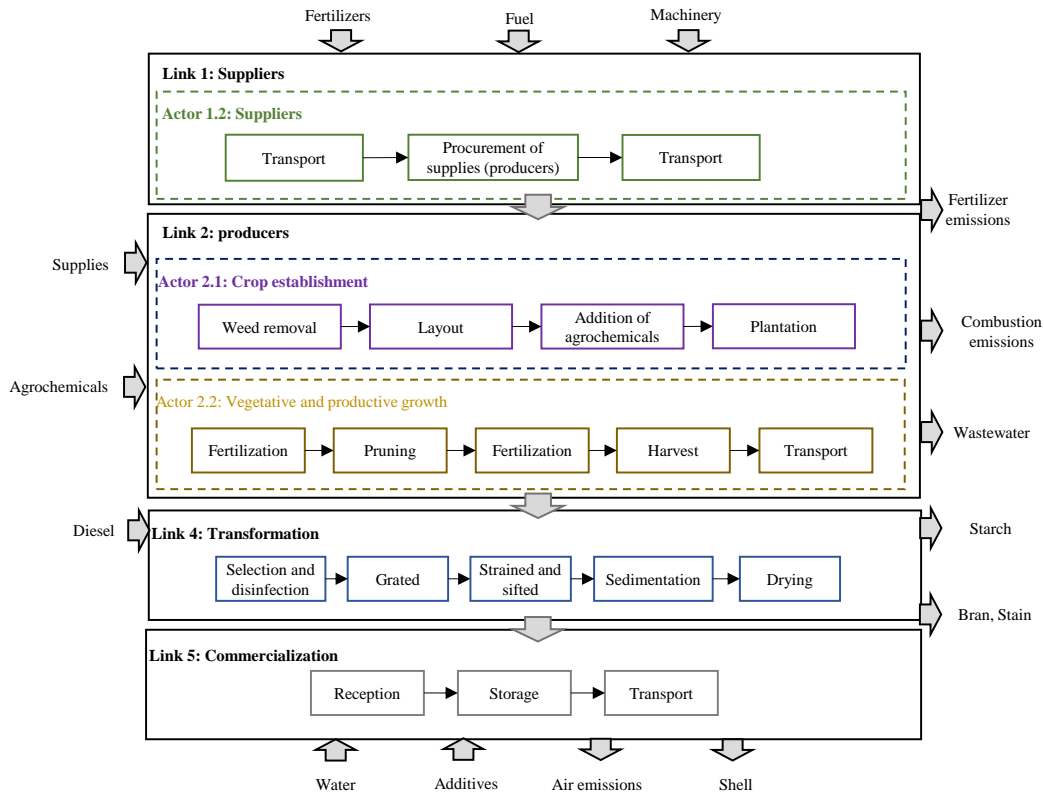 Fertilizers
Fuel
Machinery
Link 1: Suppliers
Actor 1.2: Suppliers
Transport
Procurement of
supplies (producers)
Transport
Fertilizer
emissions
Link 2: producers
Supplies
Actor 2.1: Crop establishment
Weed removal
Layout
Addition of
agrochemicals
Plantation
Combustion
emissions
Agrochemicals
Actor 2.2: Vegetative and productive growth
Fertilization
Pruning
Fertilization
Harvest
Transport
Wastewater
Diesel
Link 4: Transformation
Starch
Selection and
disinfection
Grated
Strained and
sifted
Sedimentation
Drying
Bran, Stain
Link 5: Commercialization
Reception
Storage
Transport
Water
Additives
Air emissions
Shell